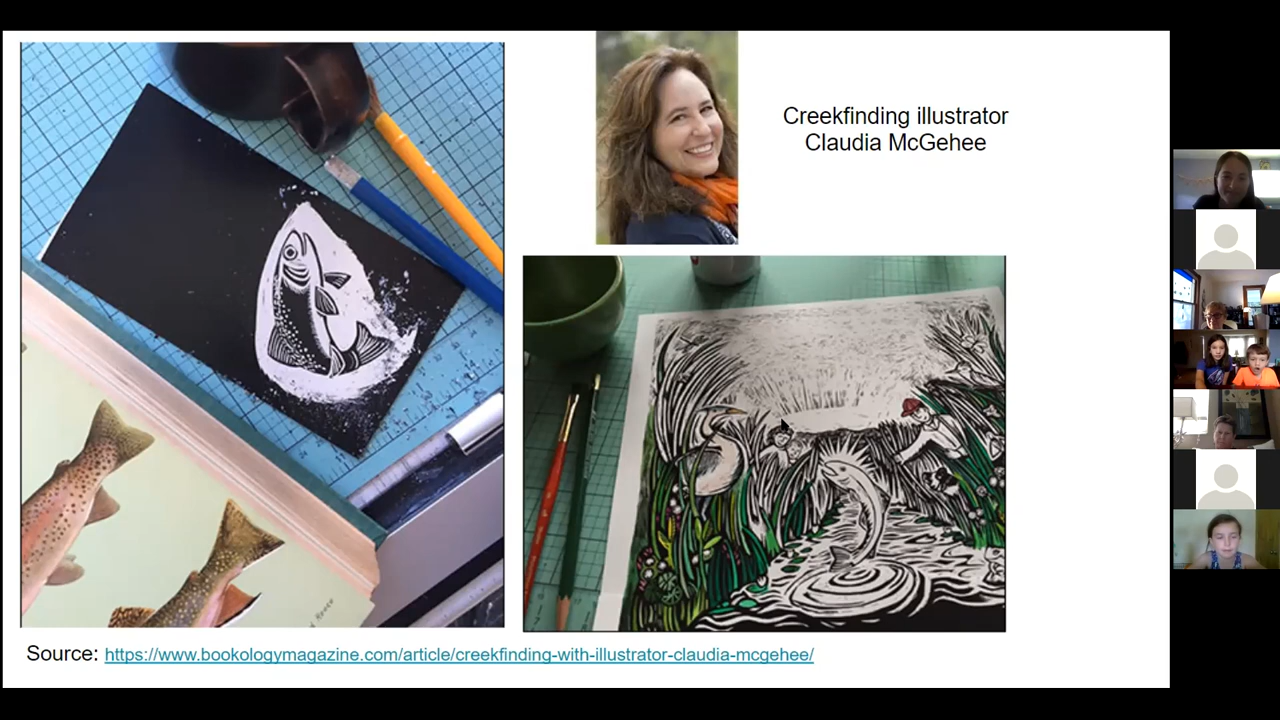 Creekfinding illustrator
Claudia McGehee
Source: https://www.bookologymagazine.com/article/creekfinding-with-illustrator-claudia-mcgehee/